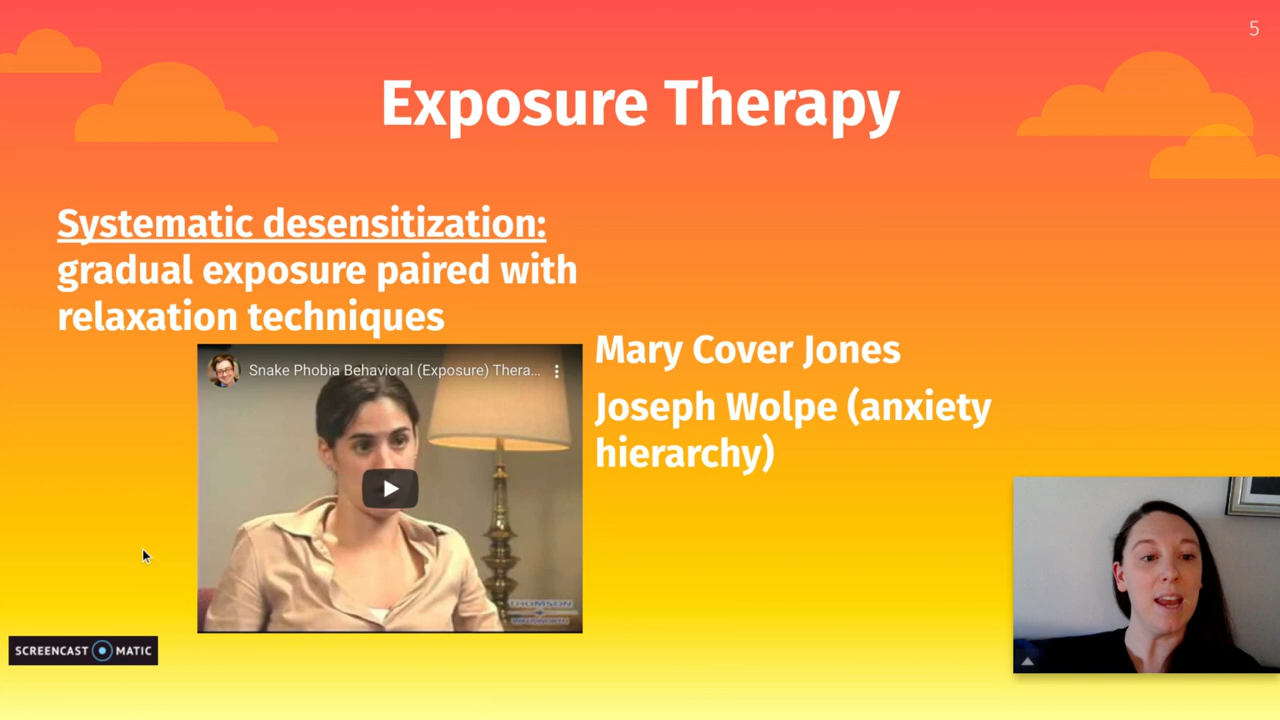 5
Exposure Therapy
Systematic desensitization:
gradual exposure paired with
relaxation techniques
Snake Phobia Behavioral (Exposure) Thera...
Mary Cover Jones
Joseph Wolpe (anxiety
hierarchy)
THOMSON
SCREENCAST MATIC